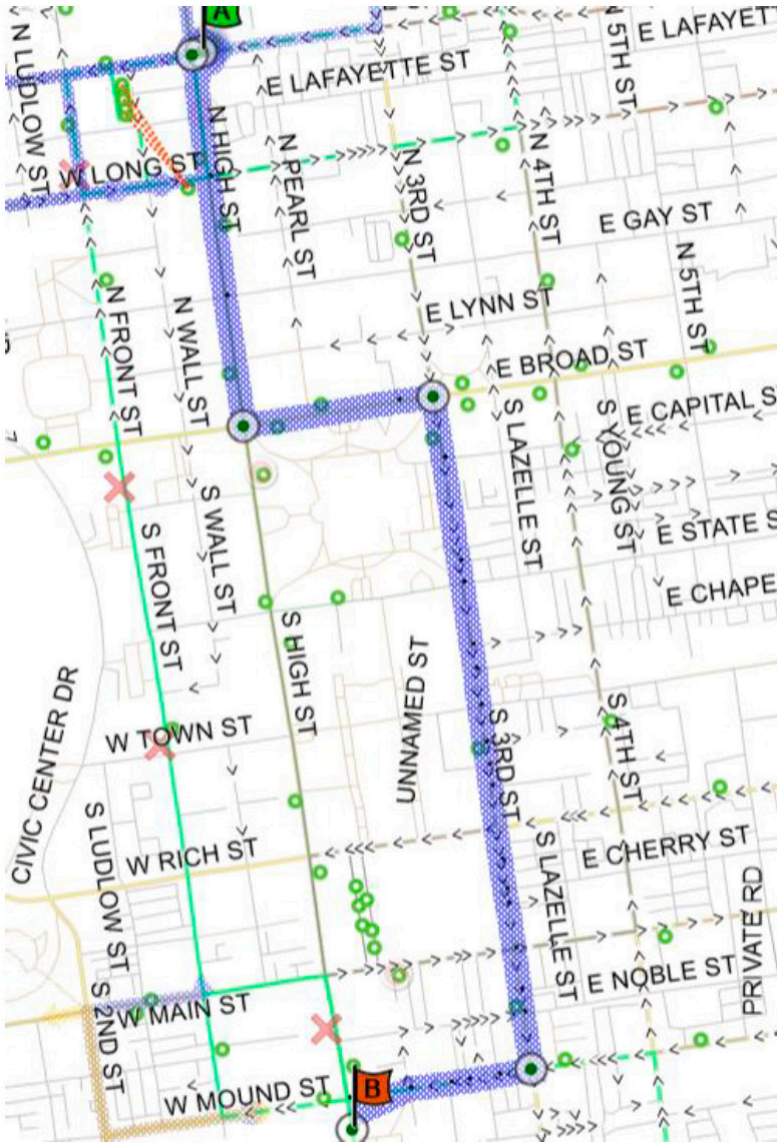 A
E LAFAYETT
N 5TH ST
E LAFAYETTE ST
N LUDLOW ST
N HIGH ST
N PEARL ST
N 3RD ST
N 4TH ST
W LONG ST
E GAY ST
N 5TH ST
E LYNN ST
N FRONT ST
N WALL ST
E BROAD ST
E CAPITAL S
S LAZELLE ST
S YOUNG ST
S WALL ST
S FRONT ST
E STATE S
E CHAPE
S HIGH ST
UNNAMED ST
CIVIC CENTER DR
W TOWN ST
S 3RD ST
S 4TH ST
S LUDLOW ST
W RICH ST
S LAZELLE ST
E CHERRY ST
PRIVATE RD
E NOBLE ST
W MAIN ST
S 2ND ST
W MOUND ST
B